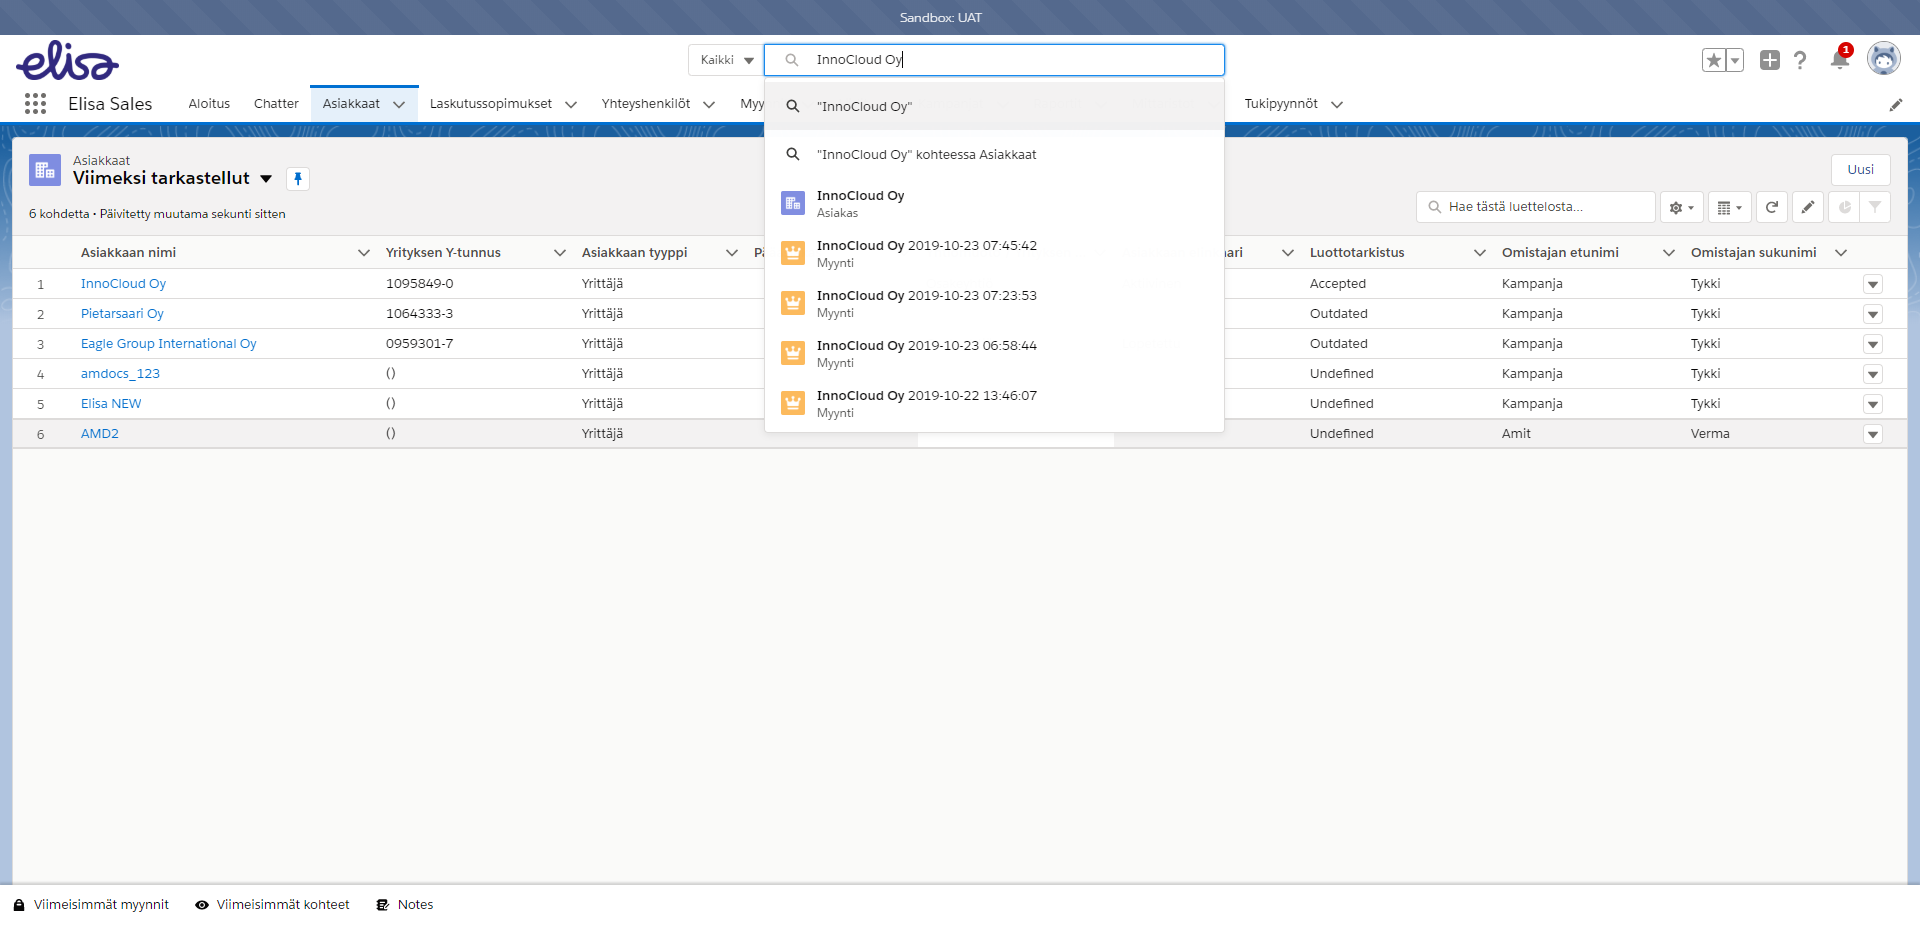 Sandbox: UAT
elisa
Kaikki
InnoCloud Oy
1
Elisa Sales
Aloitus
Chatter
Asiakkaat
Laskutussopimukset
Yhteyshenkilöt
Myy
Tukipyynnöt
"InnoCloud Oy"
"InnoCloud Oy" kohteessa Asiakkaat
InnoCloud Oy
Asiakas
InnoCloud Oy 2019-10-23 07:45:42
Myynti
InnoCloud Oy 2019-10-23 07:23:53
Myynti
InnoCloud Oy 2019-10-23 06:58:44
Myynti
InnoCloud Oy 2019-10-22 13:46:07
Myynti
Asiakkaat
Viimeksi tarkastellut
6 kohdetta • Päivitetty muutama sekunti sitten
Uusi
Hae tästä luettelosta...
Asiakkaan nimi Yrityksen Y-tunnus Asiakkaan tyyppi Pä ari Luottotarkistus Omistajan etunimi Omistajan sukunimi
1 InnoCloud Oy 1095849-0 Yrittäjä Accepted Kampanja Tykki
2 Pietarsaari Oy 1064333-3 Yrittäjä Outdated Kampanja Tykki
3 Eagle Group International Oy 0959301-7 Yrittäjä Outdated Kampanja Tykki
4 amdocs_123 () Yrittäjä Undefined Kampanja Tykki
5 Elisa NEW () Yrittäjä Undefined Kampanja Tykki
6 AMD2 () Yrittäjä Undefined Amit Verma
Viimeisimmät myynnit
Viimeisimmät kohteet
Notes